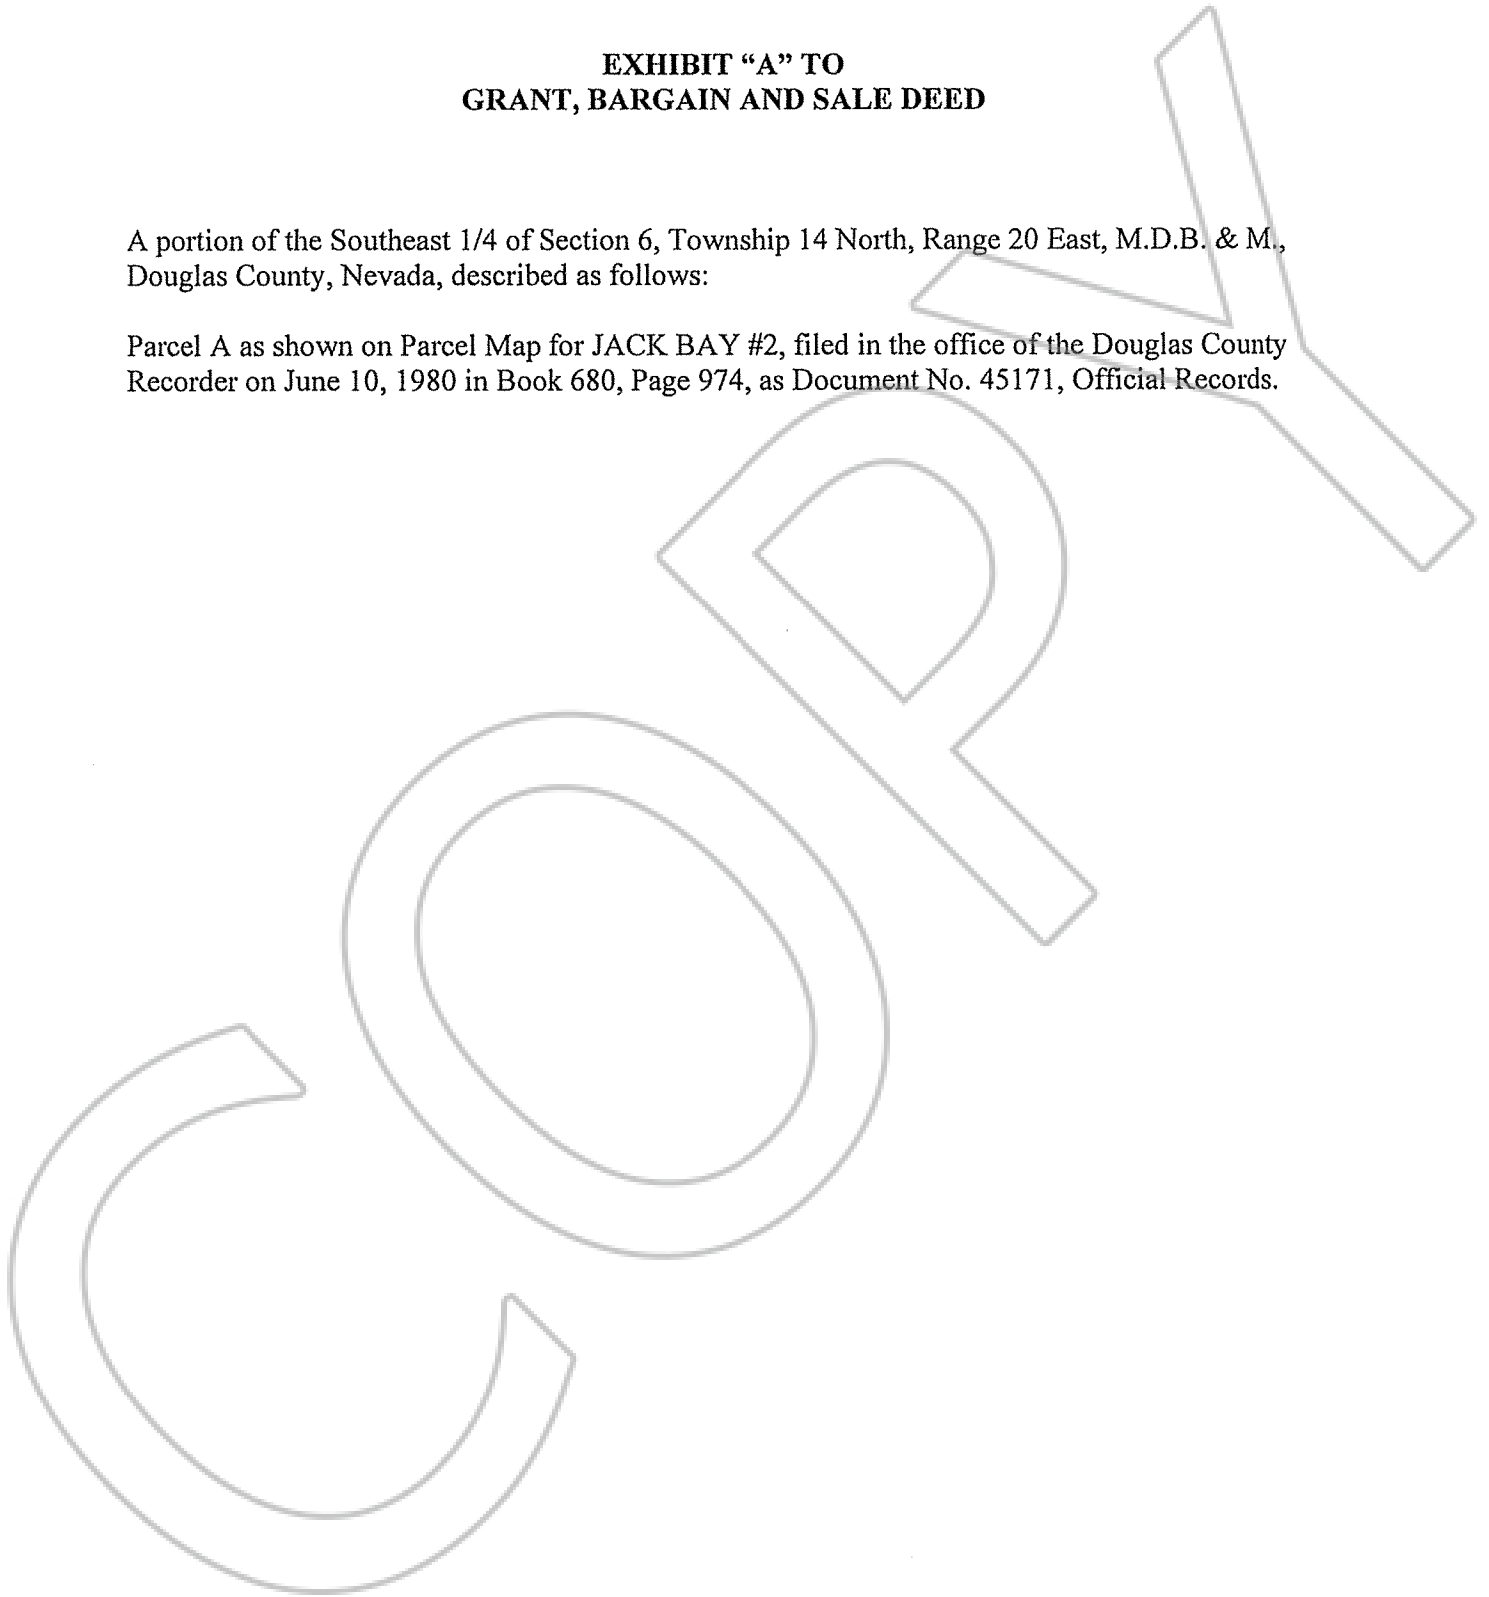 EXHIBIT “A” TO
GRANT, BARGAIN AND SALE DEED
A portion of the Southeast 1/4 of Section 6, Township 14 North, Range 20 East, M.D.B. & M.,
Douglas County, Nevada, described as follows:
Parcel A as shown on Parcel Map for JACK BAY #2, filed in the office of the Douglas County
Recorder on June 10, 1980 in Book 680, Page 974, as Document No. 45171, Official Records.
COPY